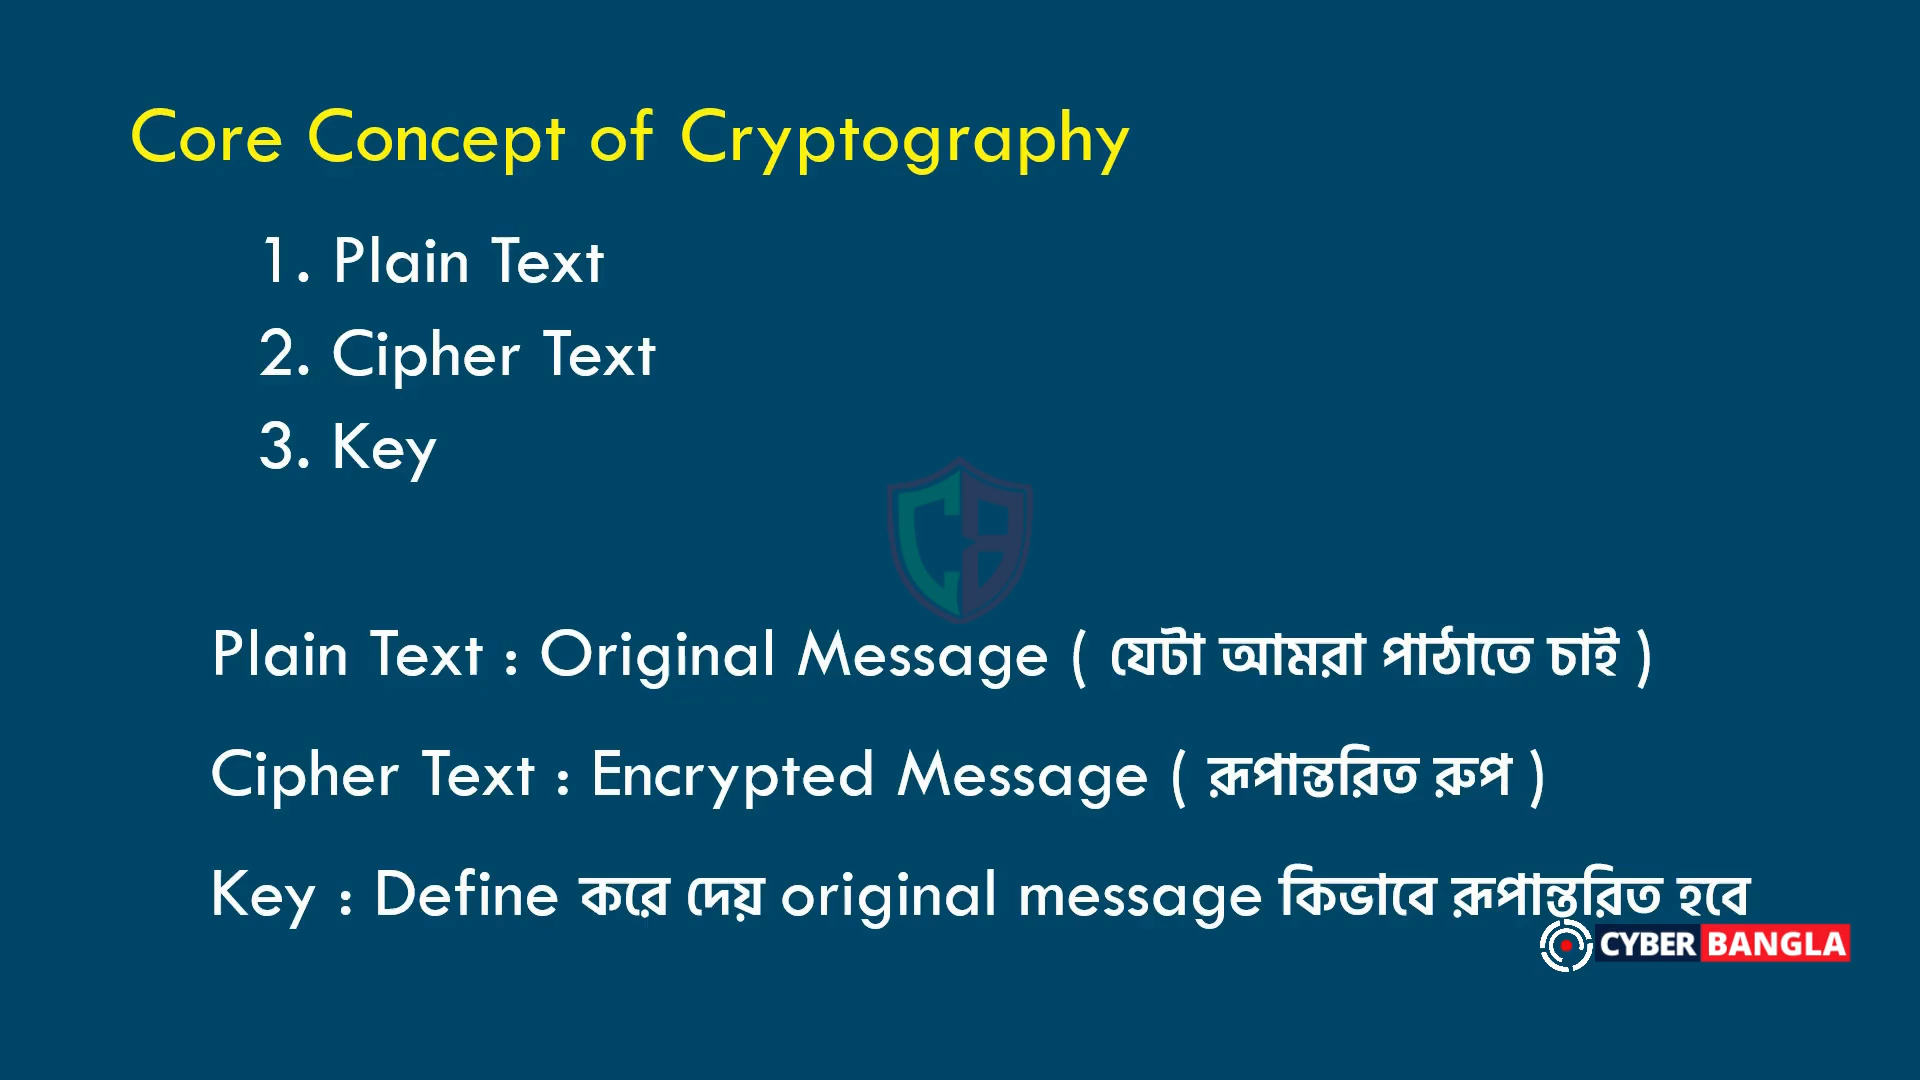 Core Concept of Cryptography
1. Plain Text
2. Cipher Text
3. Key
CB
Plain Text : Original Message ( যেটা আমরা পাঠাতে চাই )
Cipher Text : Encrypted Message ( রূপান্তরিত রুপ )
Key : Define করে দেয় original message কিভাবে রূপান্তরিত হবে
CYBER BANGLA